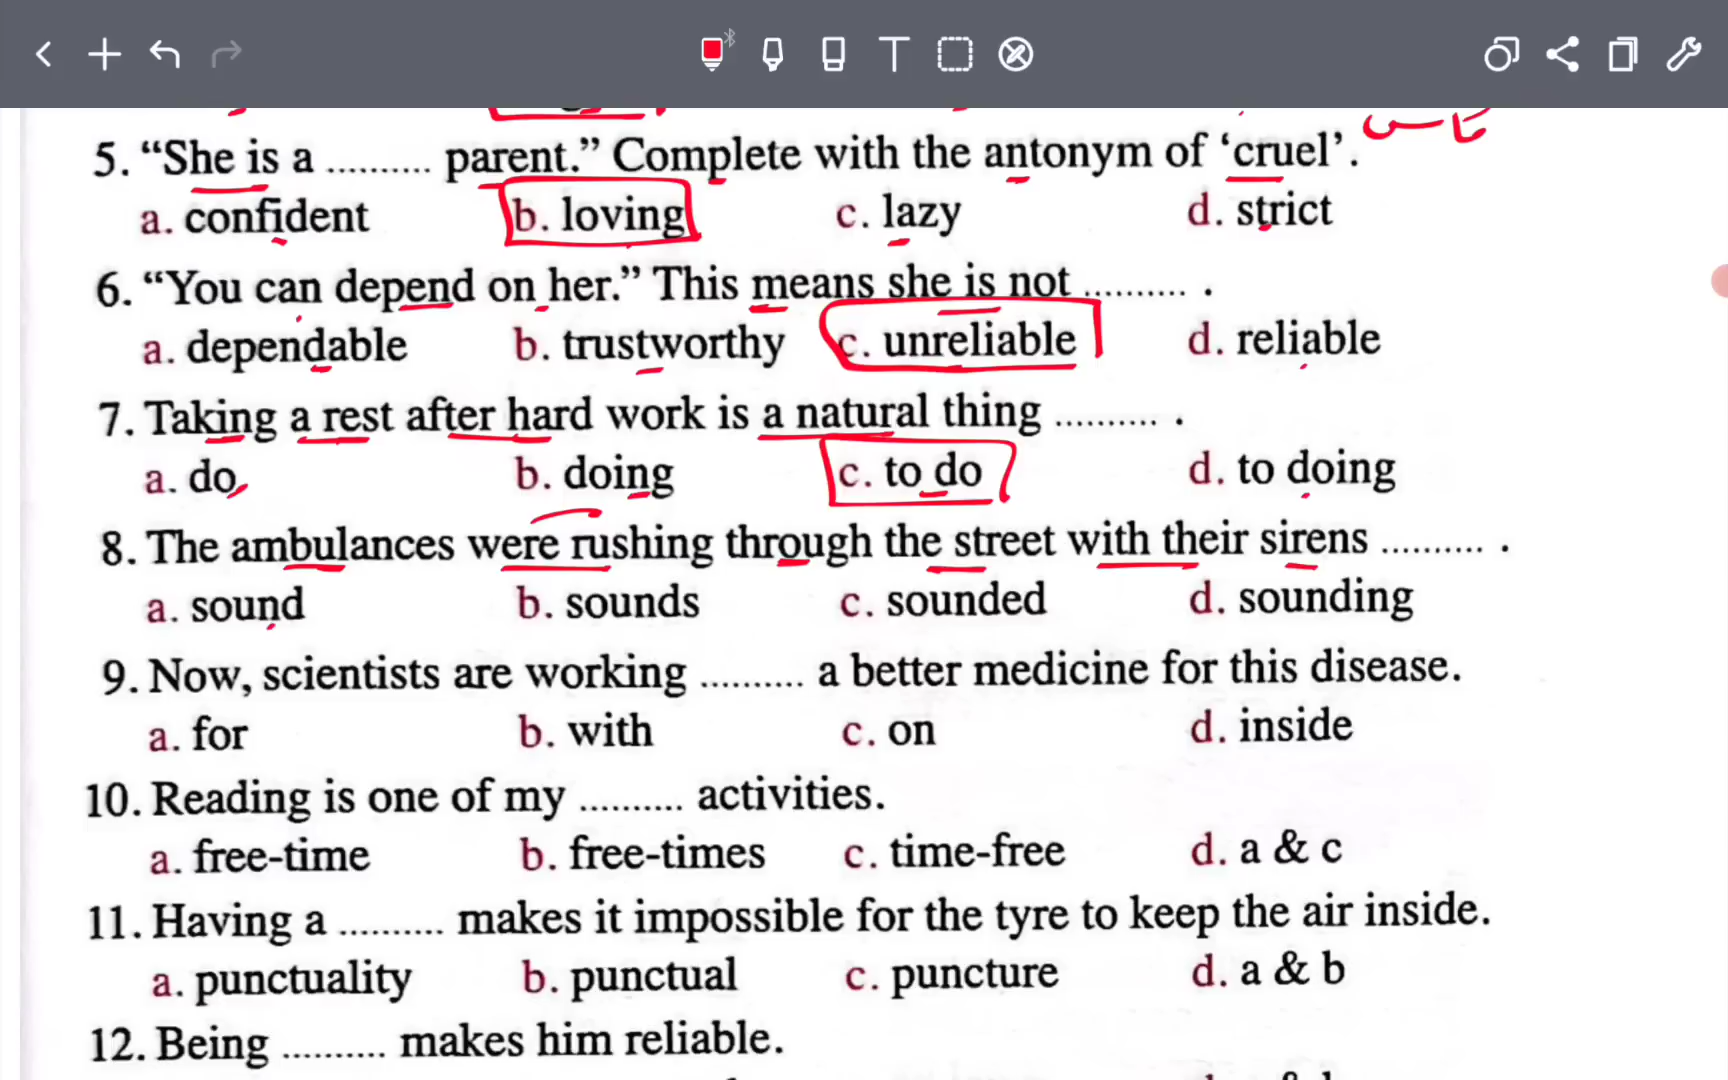 قاس
5. “She is a .......... parent.” Complete with the antonym of ‘cruel’.
a. confident b. loving c. lazy d. strict
6. “You can depend on her.” This means she is not .......... .
a. dependable b. trustworthy c. unreliable d. reliable
7. Taking a rest after hard work is a natural thing .......... .
a. do b. doing c. to do d. to doing
8. The ambulances were rushing through the street with their sirens .......... .
a. sound b. sounds c. sounded d. sounding
9. Now, scientists are working .......... a better medicine for this disease.
a. for b. with c. on d. inside
10. Reading is one of my .......... activities.
a. free-time b. free-times c. time-free d. a & c
11. Having a .......... makes it impossible for the tyre to keep the air inside.
a. punctuality b. punctual c. puncture d. a & b
12. Being .......... makes him reliable.